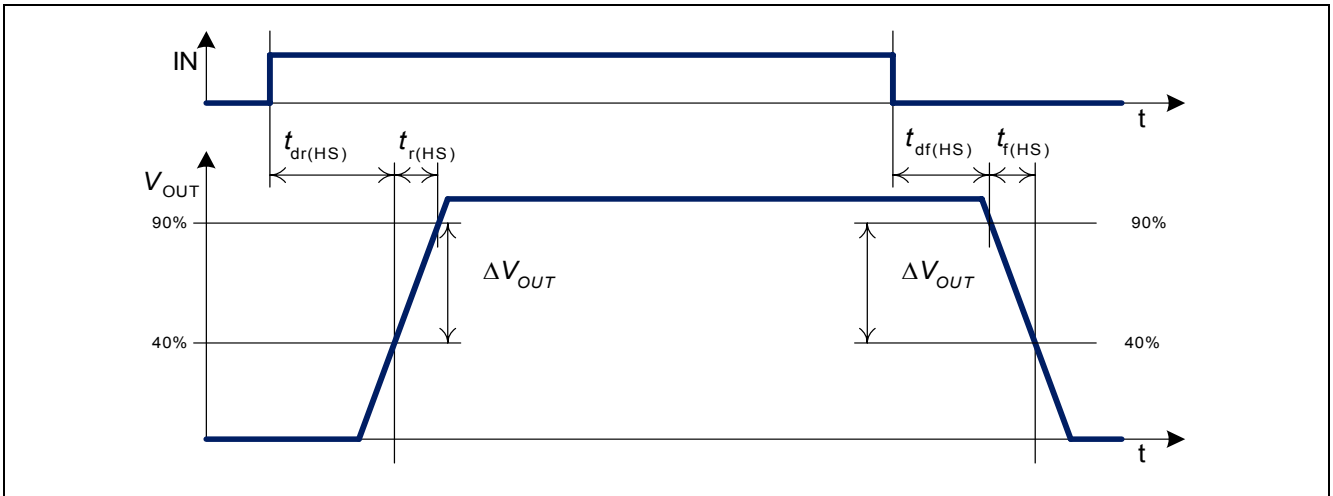 IN
t
t_dr(HS) t_r(HS) t_df(HS) t_f(HS)
V_OUT
90% 90%
ΔV_OUT ΔV_OUT
40% 40%
t